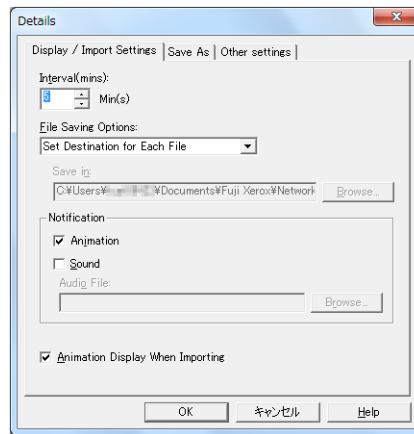 Details
Display / Import Settings
Save As
Other settings
Interval(mins):
5 Min(s)
File Saving Options:
Set Destination for Each File
Save in:
C:¥Users¥ ¥Documents¥Fuji Xerox¥Network
Browse...
Notification
Animation
Sound
Audio File:
Browse...
Animation Display When Importing
OK キャンセル Help